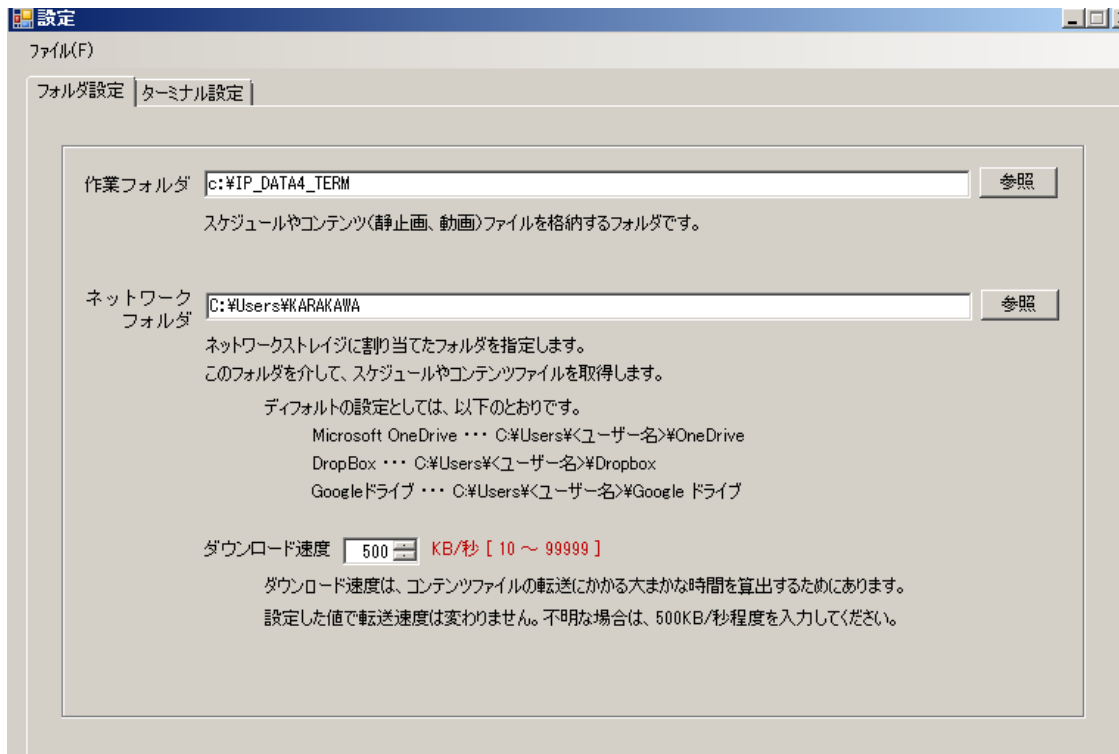 設定
ファイル(F)
フォルダ設定 ターミナル設定
作業フォルダ c:¥IP_DATA4_TERM 参照
スケジュールやコンテンツ(静止画、動画)ファイルを格納するフォルダです。
ネットワーク
フォルダ C:¥Users¥KARAKAWA 参照
ネットワークストレイジに割り当てたフォルダを指定します。
このフォルダを介して、スケジュールやコンテンツファイルを取得します。
ディフォルトの設定としては、以下のとおりです。
Microsoft OneDrive ・・・ C:¥Users¥<ユーザー名>¥OneDrive
DropBox ・・・ C:¥Users¥<ユーザー名>¥Dropbox
Googleドライブ ・・・ C:¥Users¥<ユーザー名>¥Google ドライブ
ダウンロード速度 500 KB/秒 [ 10 ～ 99999 ]
ダウンロード速度は、コンテンツファイルの転送にかかる大まかな時間を算出するためにあります。
設定した値で転送速度は変わりません。不明な場合は、500KB/秒程度を入力してください。